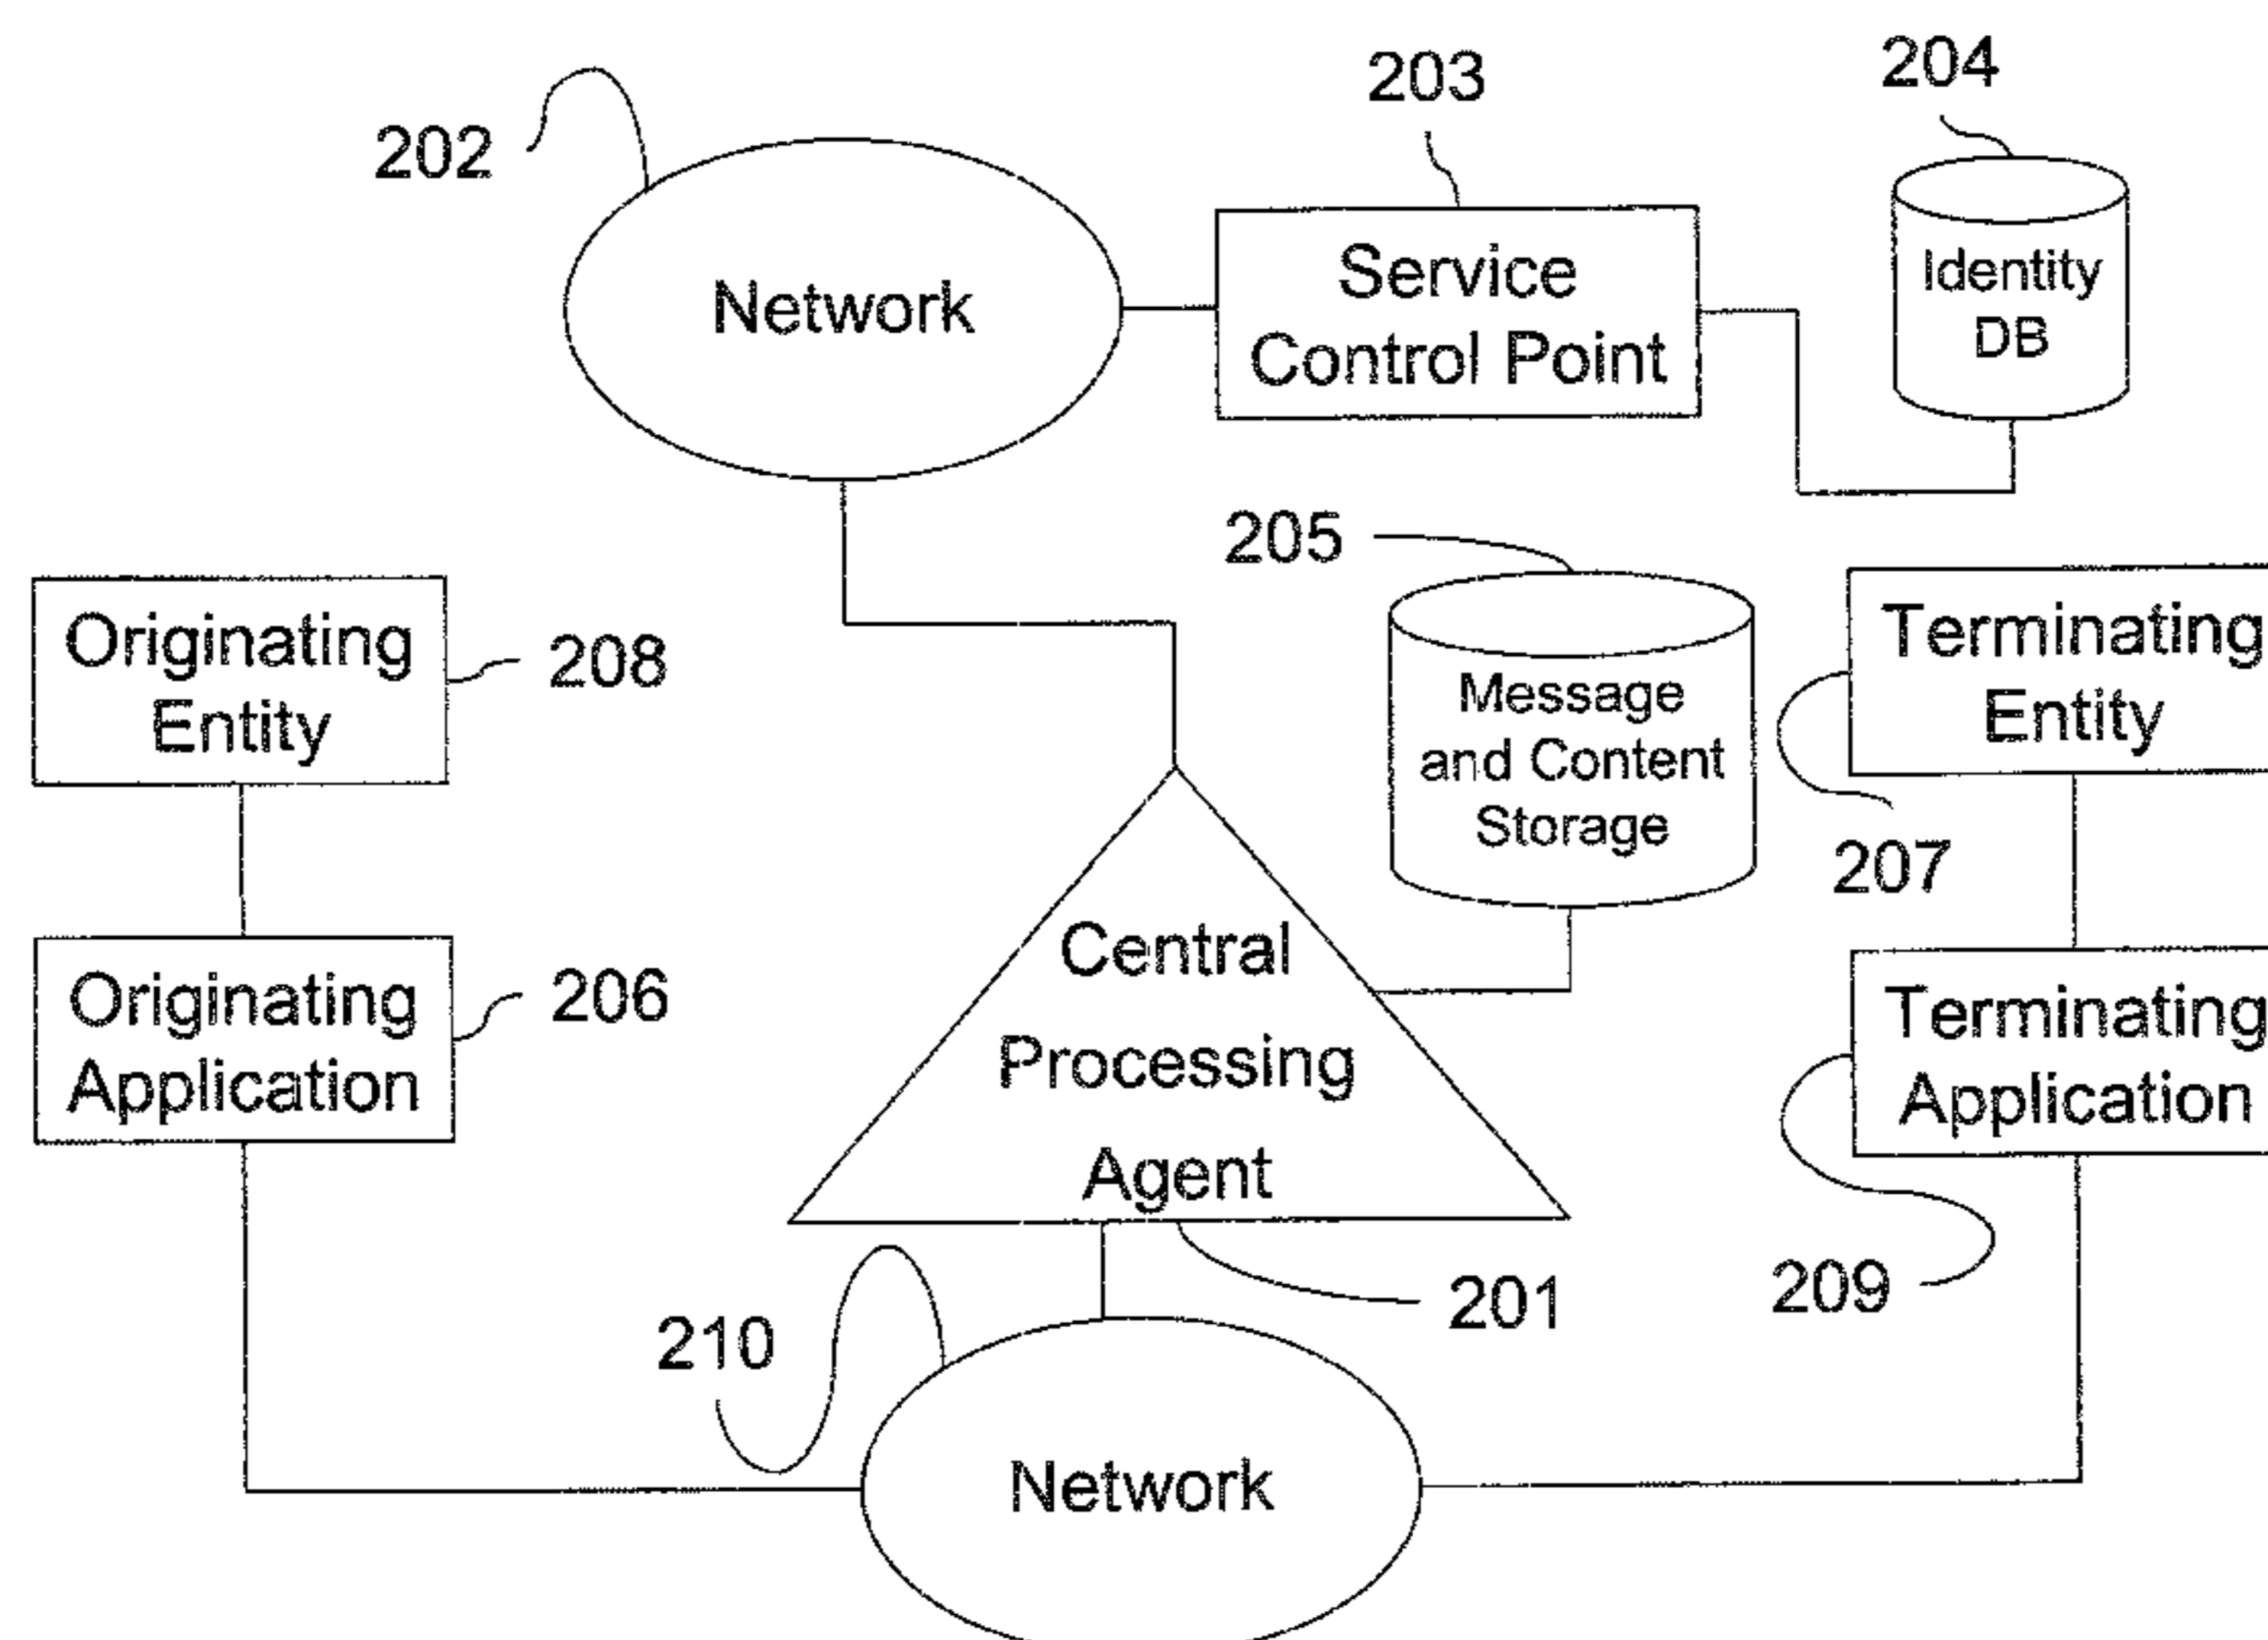 203
204
202
Network
Service
Control Point
Identity
DB
205
Originating
Entity
208
Message
and Content
Storage
Terminating
Entity
207
Originating
Application
206
Central
Processing
Agent
Terminating
Application
209
201
210
Network